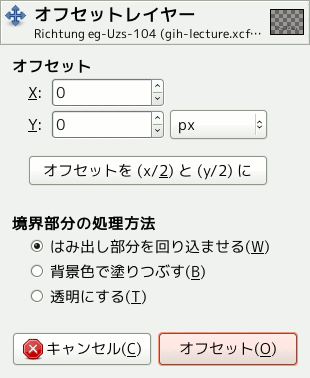 オフセットレイヤー
Richtung eg-Uzs-104 (gih-lecture.xcf…
オフセット
X: 0
Y: 0 px
オフセットを (x/2) と (y/2) に
境界部分の処理方法
はみ出し部分を回り込ませる(W)
背景色で塗りつぶす(B)
透明にする(T)
キャンセル(C) オフセット(O)